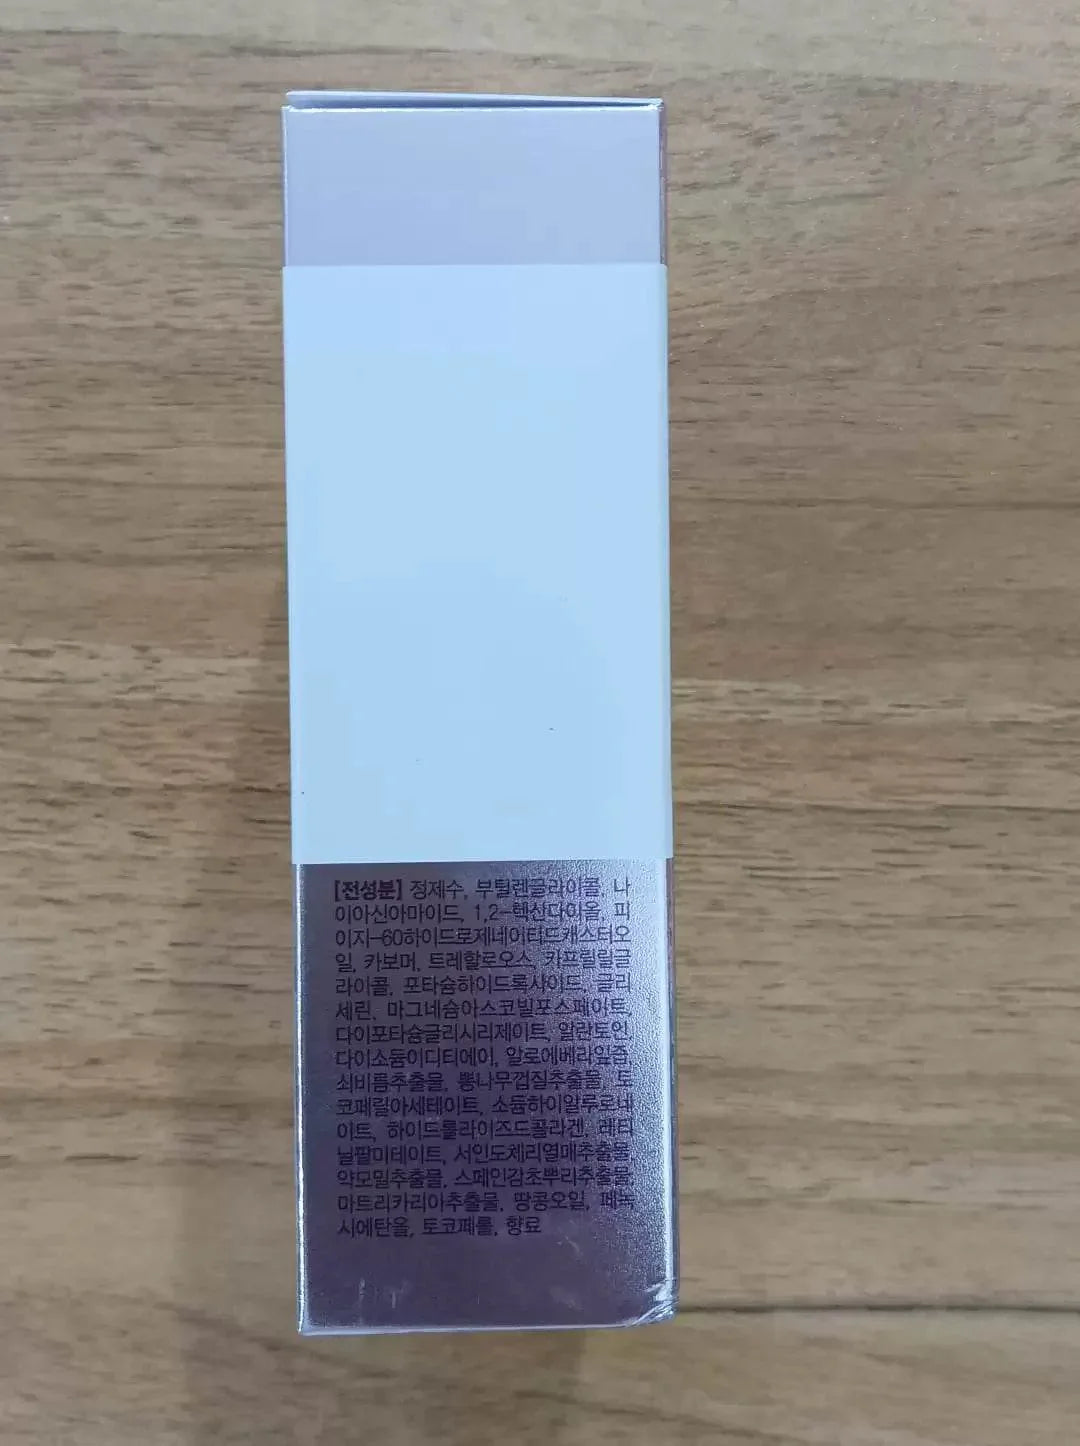 [전성분] 정제수, 부틸렌글라이콜, 나
이아신아마이드, 1,2-헥산다이올, 피
이지-60하이드로제네이티드캐스터오
일, 카보머, 트레할로오스, 카프릴릴글
라이콜, 포타슘하이드록사이드, 글리
세린, 마그네슘아스코빌포스페이트,
다이포타슘글리시리제이트, 알란토인,
다이소듐이디티에이, 알로에베라잎즙,
쇠비름추출물, 뽕나무껍질추출물, 토
코페릴아세테이트, 소듐하이알루로네
이트, 하이드롤라이즈드콜라겐, 레티
닐팔미테이트, 서인도체리열매추출물,
약모밀추출물, 스페인감초뿌리추출물,
마트리카리아추출물, 땅콩오일, 페녹
시에탄올, 토코페롤, 향료